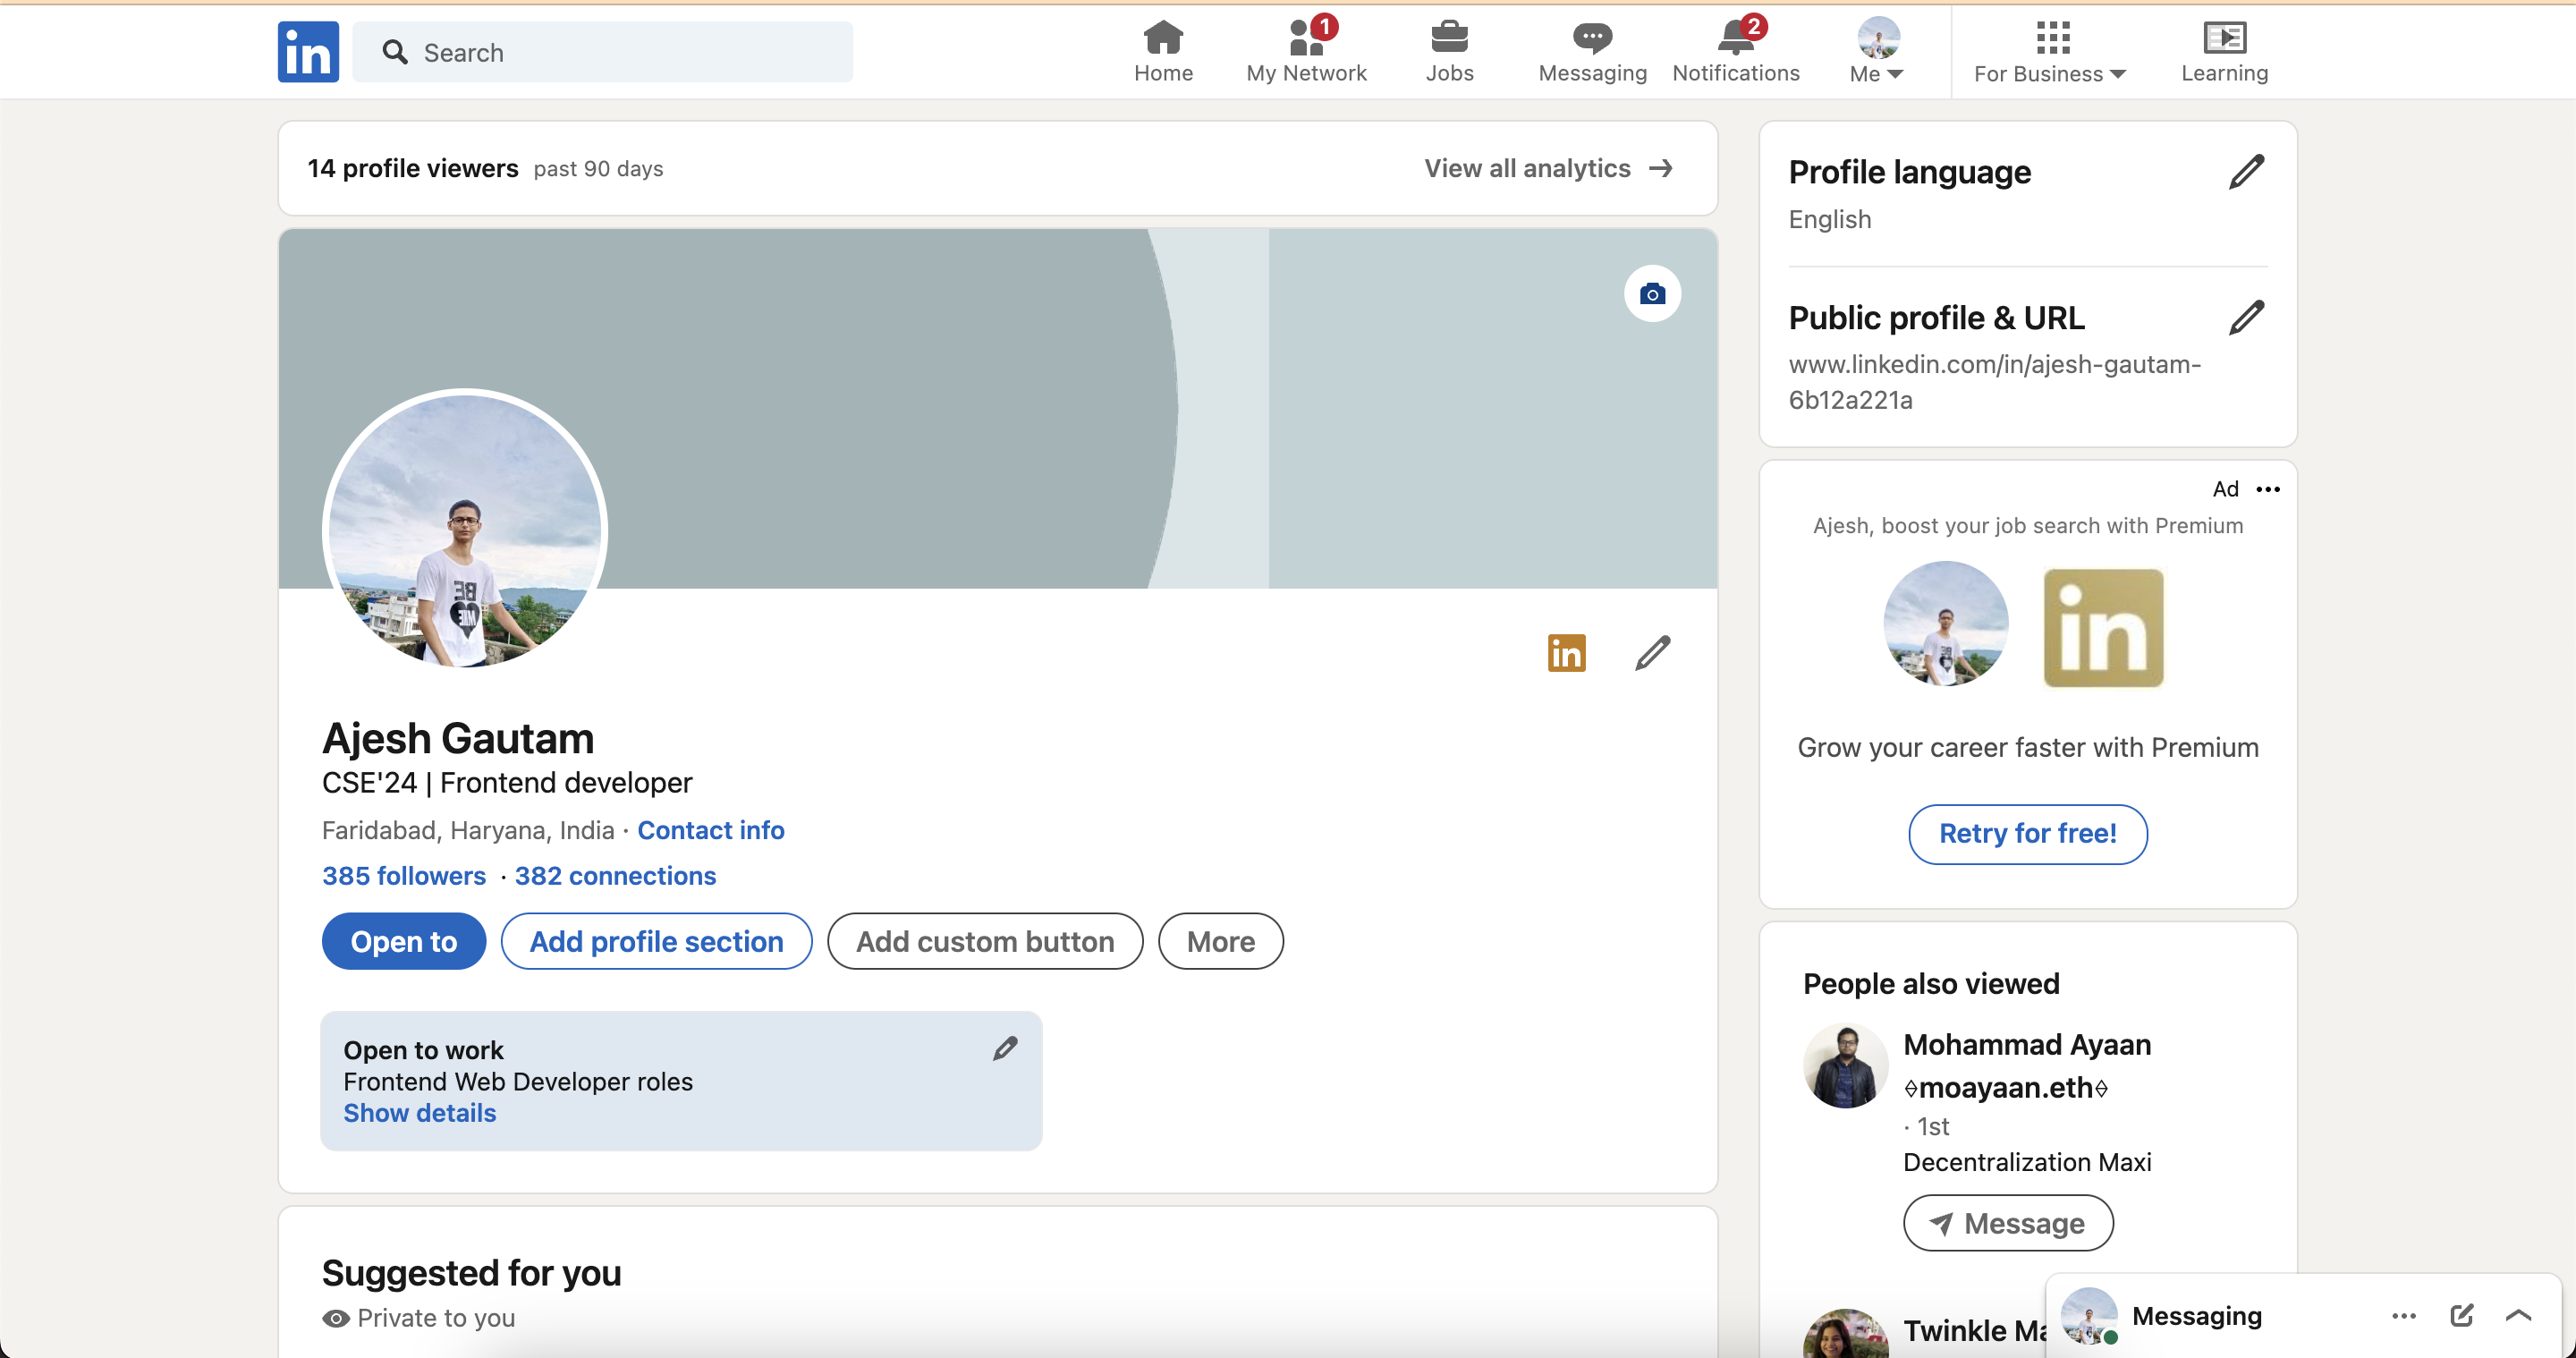 in
Search
Home
My Network
1
Jobs
Messaging
Notifications
2
Me
For Business
Learning
14 profile viewers past 90 days
View all analytics →
Ajesh Gautam
CSE'24 | Frontend developer
Faridabad, Haryana, India · Contact info
385 followers · 382 connections
Open to
Add profile section
Add custom button
More
in
Open to work
Frontend Web Developer roles
Show details
Suggested for you
Private to you
Profile language
English
Public profile & URL
www.linkedin.com/in/ajesh-gautam-
6b12a221a
Ad
Ajesh, boost your job search with Premium
in
Grow your career faster with Premium
Retry for free!
People also viewed
Mohammad Ayaan
⟠moayaan.eth⟠
· 1st
Decentralization Maxi
Message
Twinkle
Messaging